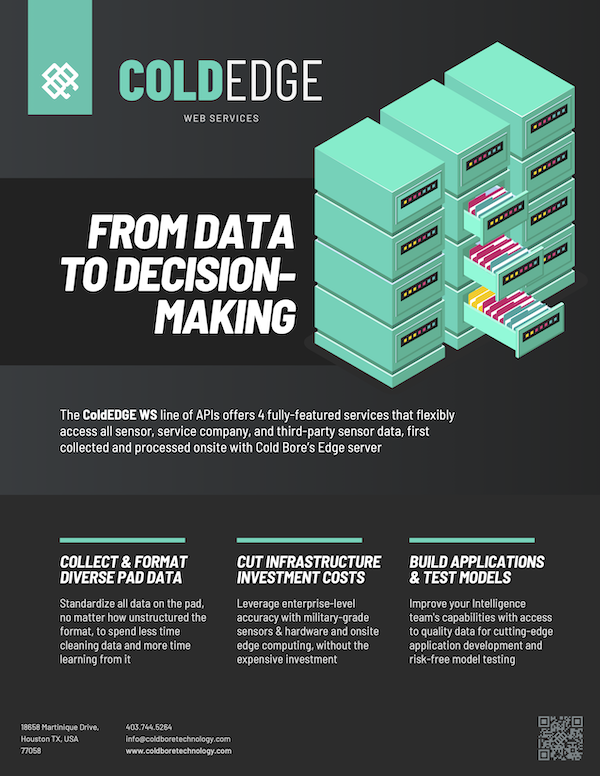 COLDEDGE
WEB SERVICES
FROM DATA
TO DECISION-
MAKING
The ColdEDGE WS line of APIs offers 4 fully-featured services that flexibly
access all sensor, service company, and third-party sensor data, first
collected and processed onsite with Cold Bore's Edge server
COLLECT & FORMAT
DIVERSE PAD DATA
Standardize all data on the pad,
no matter how unstructured the
format, to spend less time
cleaning data and more time
learning from it
CUT INFRASTRUCTURE
INVESTMENT COSTS
Leverage enterprise-level
accuracy with military-grade
sensors & hardware and onsite
edge computing, without the
expensive investment
BUILD APPLICATIONS
& TEST MODELS
Improve your Intelligence
team's capabilities with access
to quality data for cutting-edge
application development and
risk-free model testing
18658 Martinique Drive,
Houston TX, USA
77058
403.744.5264
info@coldboretechnology.com
www.coldboretechnology.com